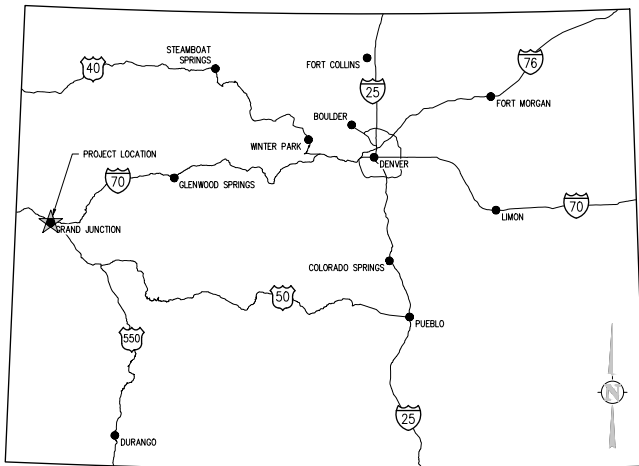 STEAMBOAT
SPRINGS
40
FORT COLLINS
76
25
FORT MORGAN
BOULDER
WINTER PARK
PROJECT LOCATION
DENVER
70
GLENWOOD SPRINGS
70
LIMON
GRAND JUNCTION
COLORADO SPRINGS
50
PUEBLO
550
N
25
DURANGO